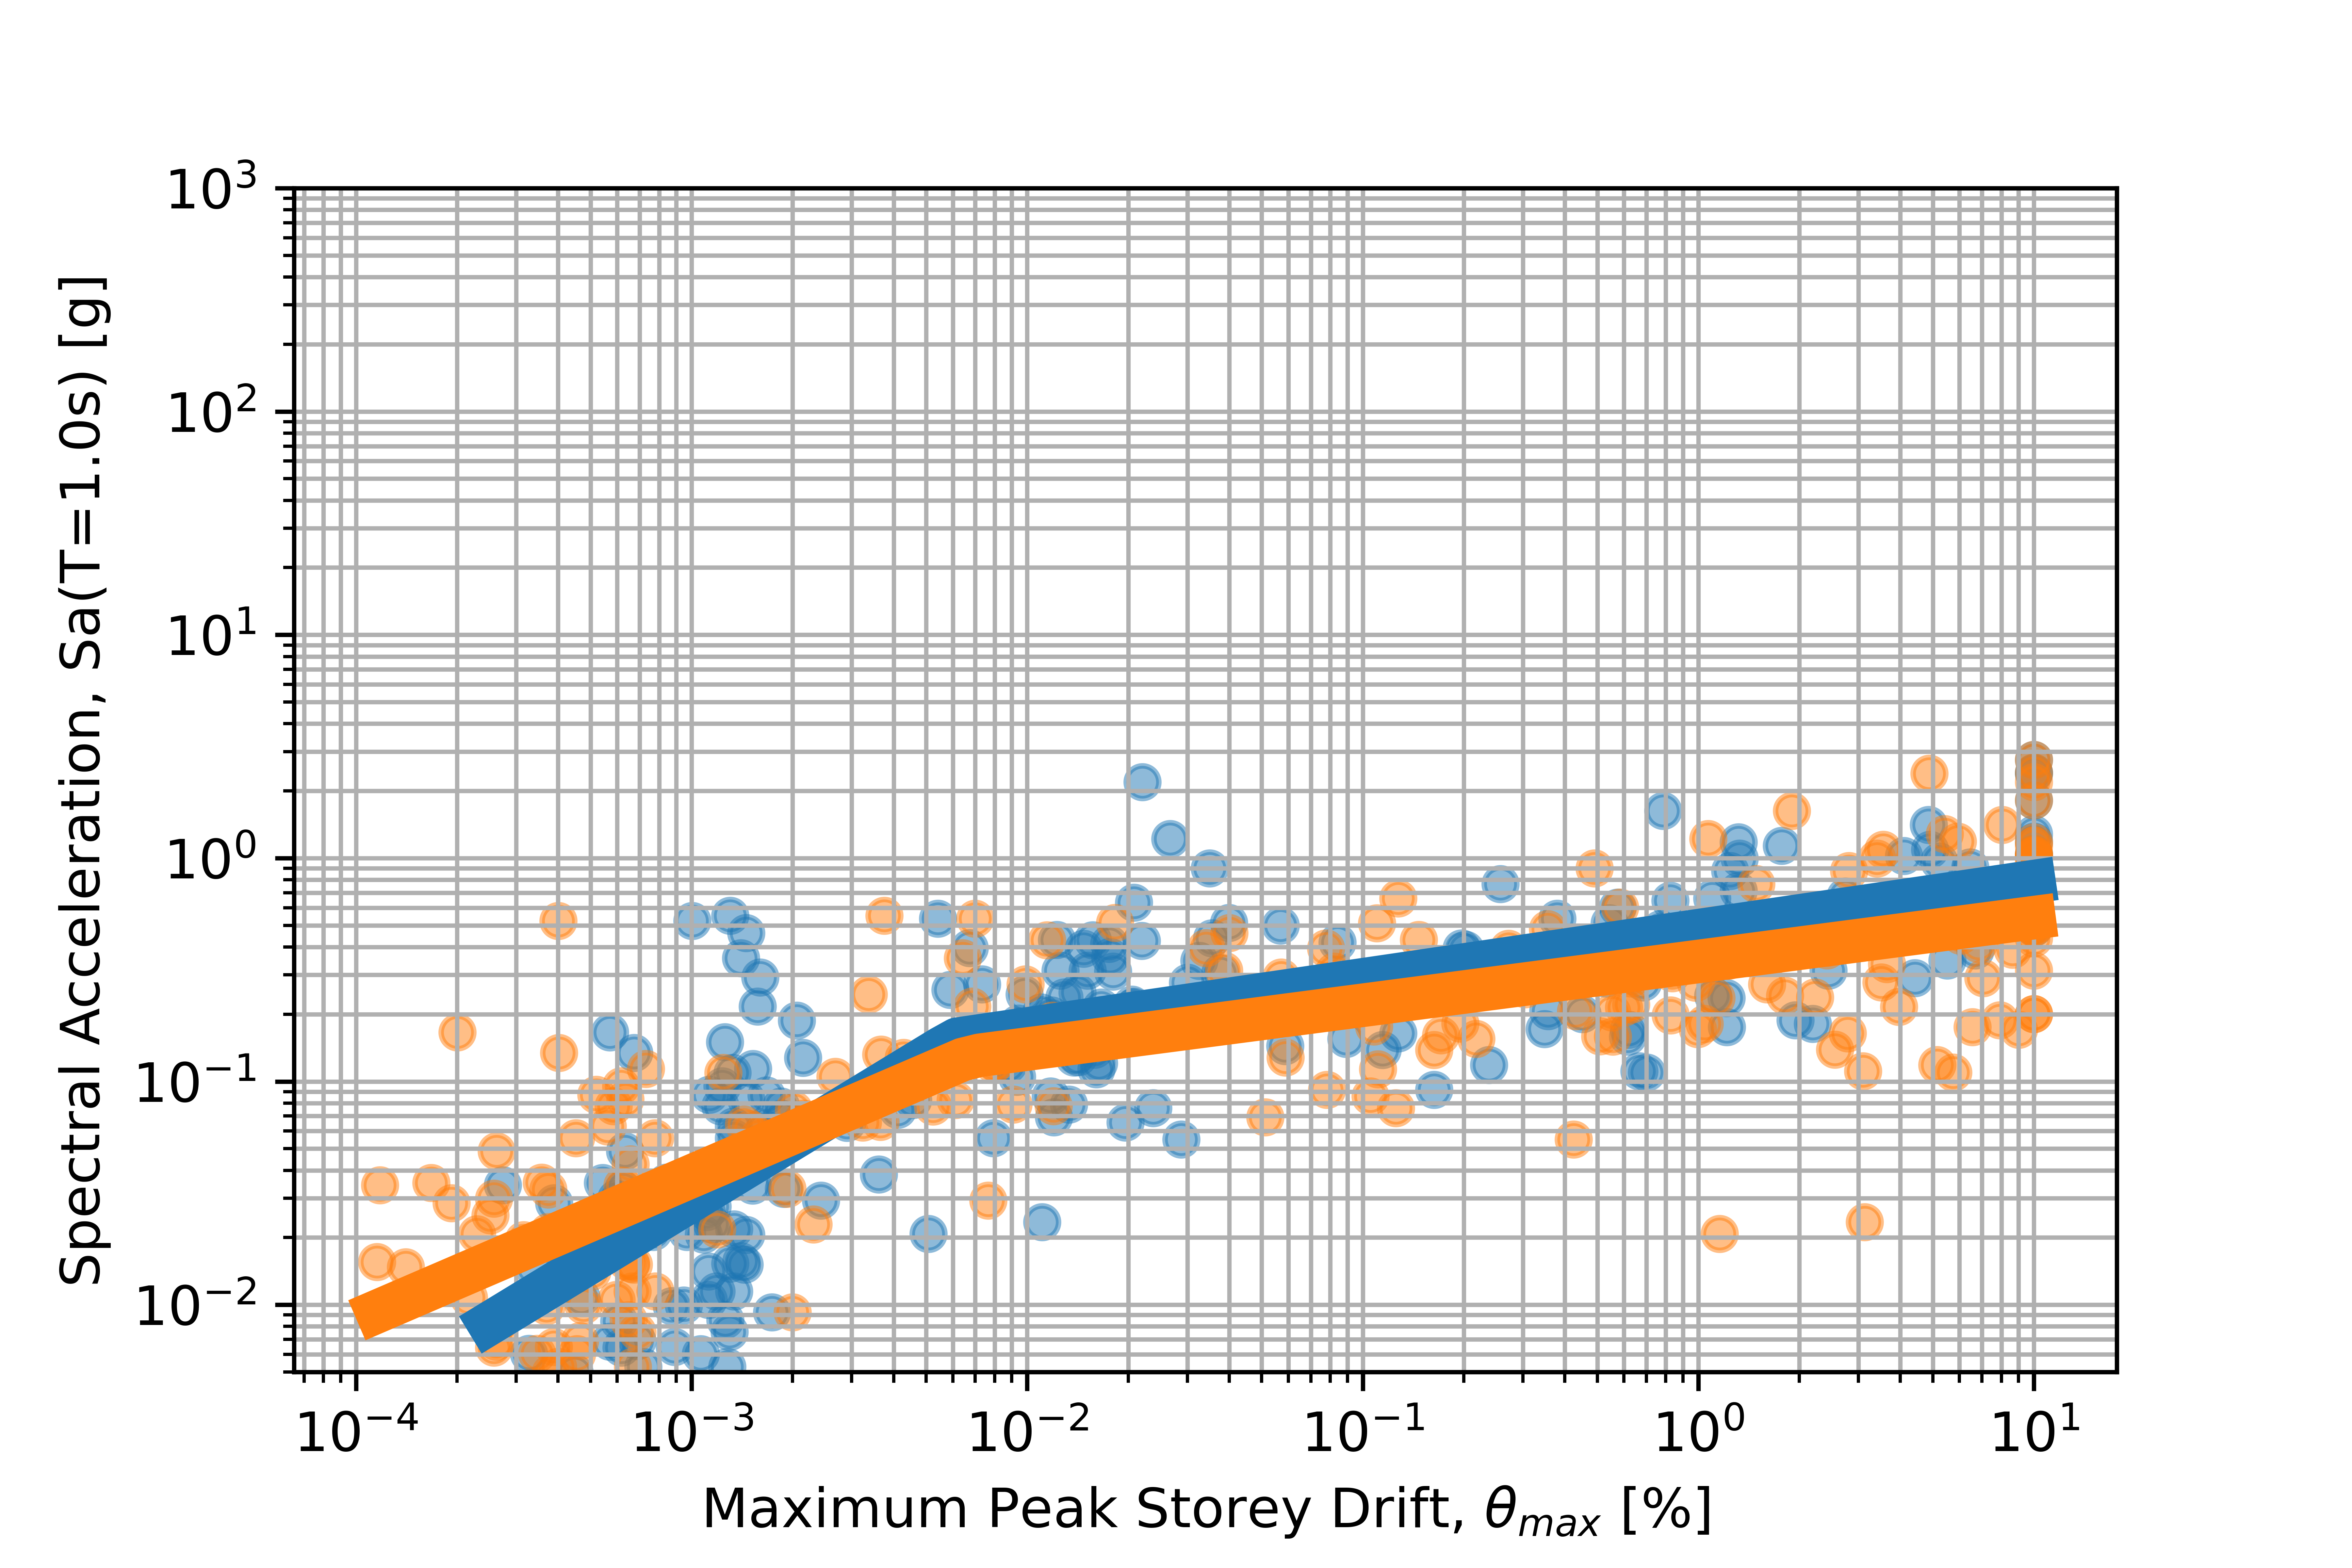 Spectral Acceleration, Sa(T=1.0s) [g]
10³
10²
10¹
10⁰
10⁻¹
10⁻²
10⁻⁴ 10⁻³ 10⁻² 10⁻¹ 10⁰ 10¹
Maximum Peak Storey Drift, θmax [%]